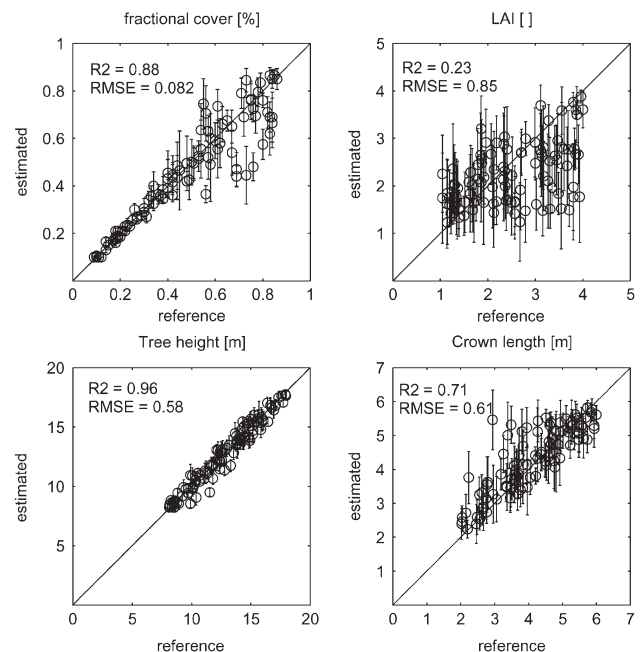 fractional cover [%]
R2 = 0.88
RMSE = 0.082
1
0.8
0.6
0.4
0.2
estimated
0
0.2
0.4
0.6
0.8
1
reference
LAI [ ]
R2 = 0.23
RMSE = 0.85
5
4
3
2
1
estimated
0
1
2
3
4
5
reference
Tree height [m]
R2 = 0.96
RMSE = 0.58
20
15
10
5
estimated
0
5
10
15
20
reference
Crown length [m]
R2 = 0.71
RMSE = 0.61
7
6
5
4
3
2
1
estimated
0
1
2
3
4
5
6
7
reference